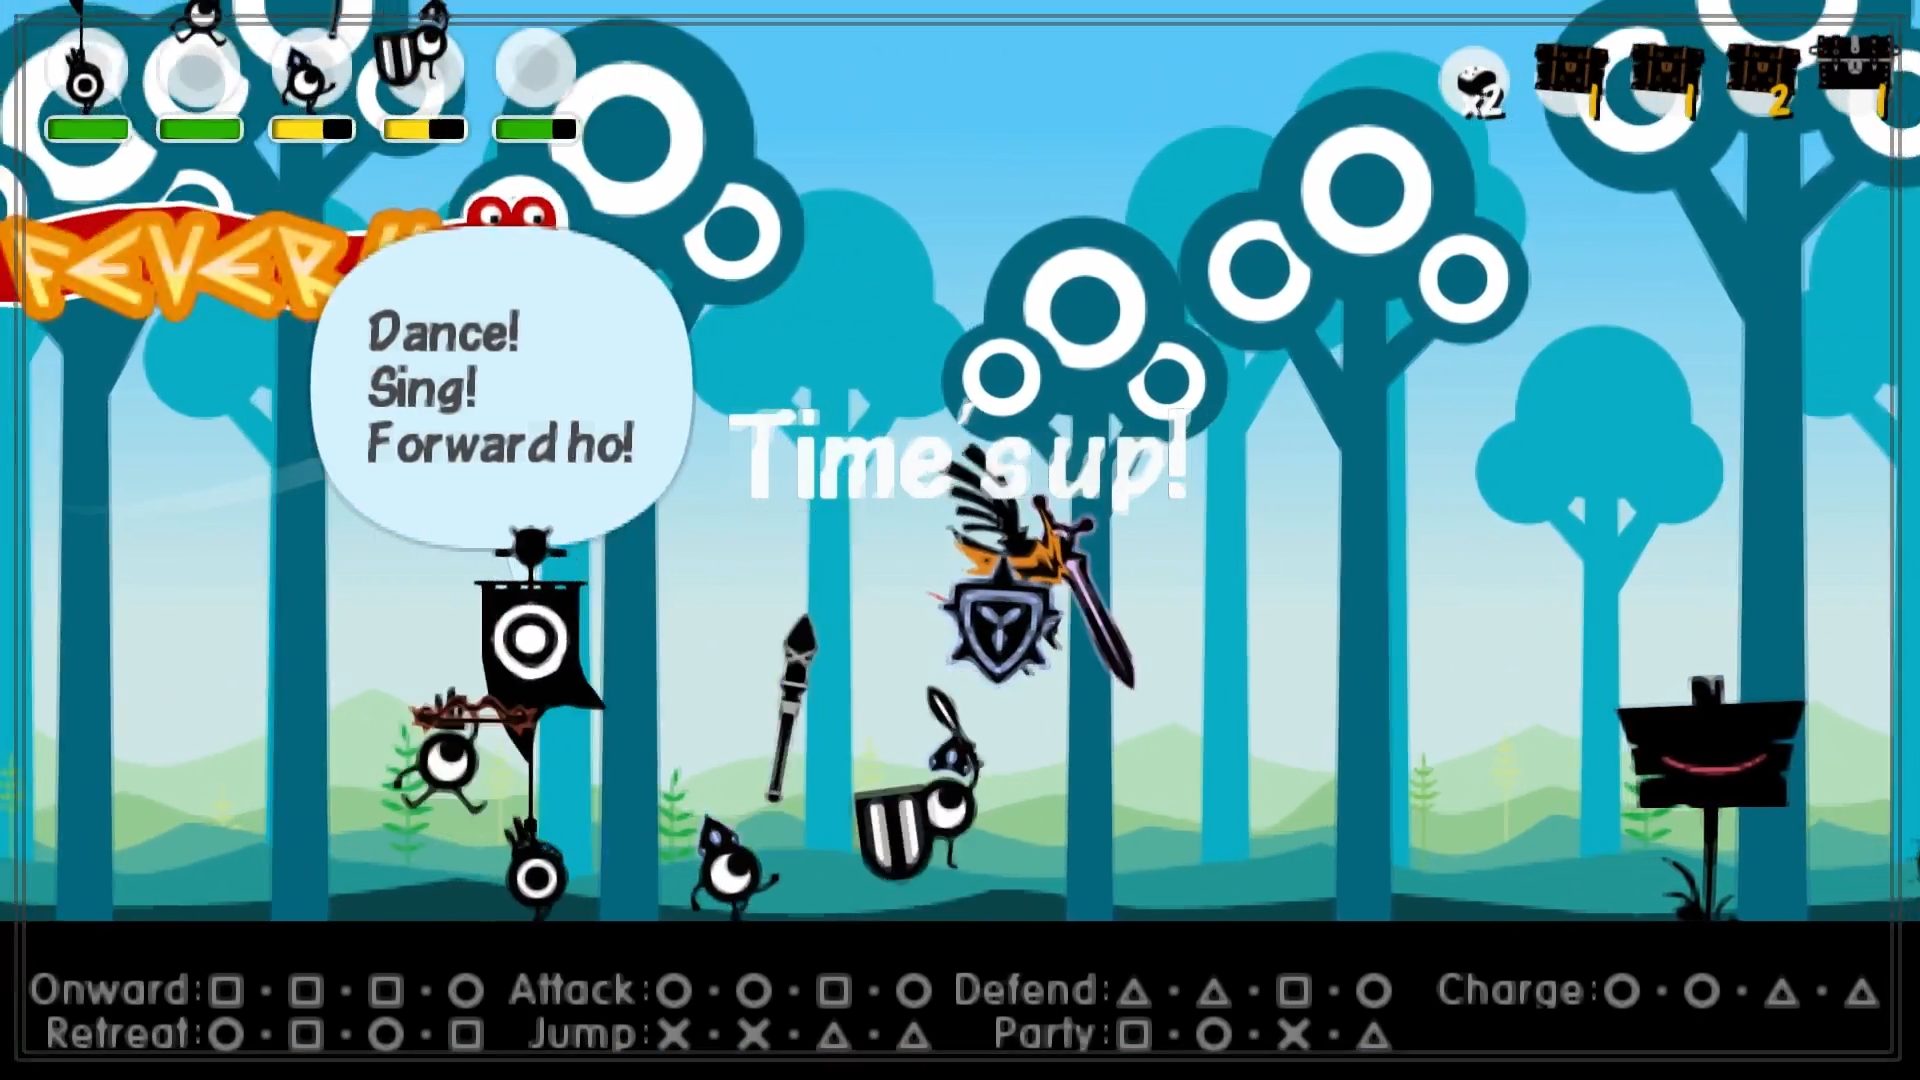 x2
1
1
2
1
FEVER!!
Dance!
Sing!
Forward ho!
Time's up!
Onward: □ · □ · □ · ○ Attack: ○ · ○ · □ · ○ Defend: △ · △ · □ · ○ Charge: ○ · ○ · △ · △
Retreat: ○ · □ · ○ · □ Jump: X · X · △ · △ Party: □ · ○ · X · △